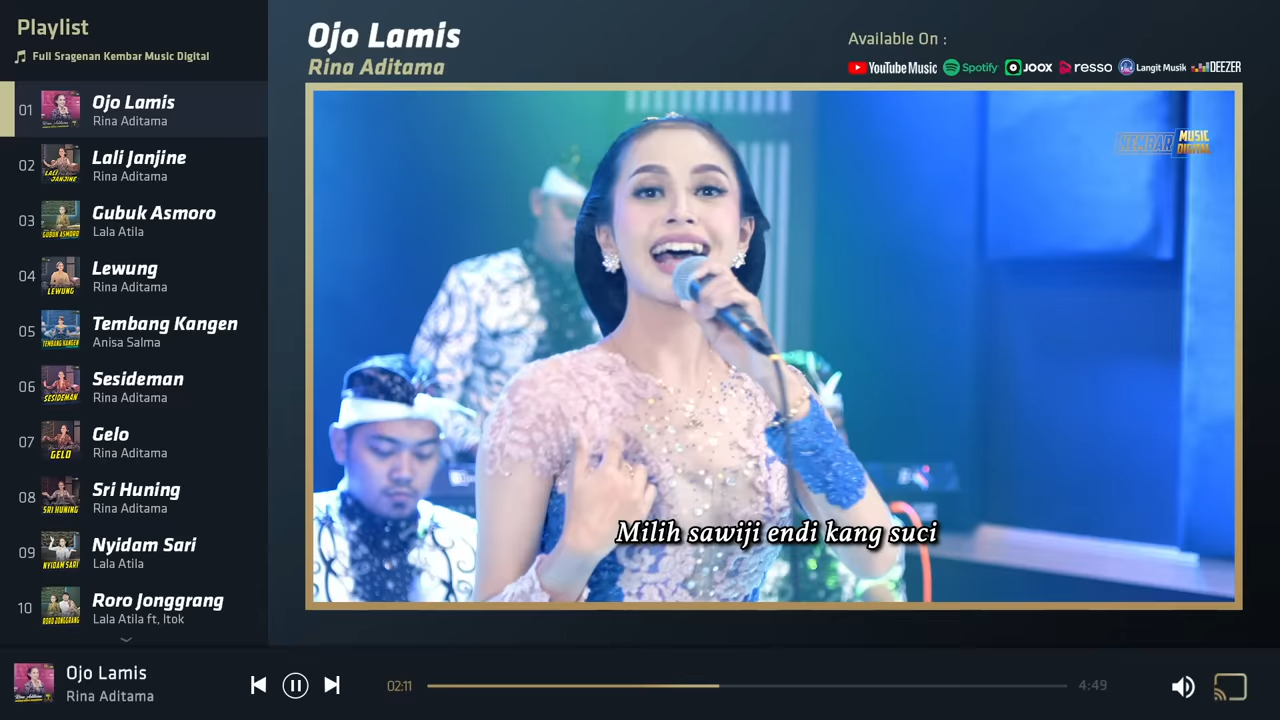 Playlist
Full Sragenan Kembar Music Digital
01 Ojo Lamis
Rina Aditama
02 Lali Janjine
Rina Aditama
03 Gubuk Asmoro
Lala Atila
04 Lewung
Rina Aditama
05 Tembang Kangen
Anisa Salma
06 Sesideman
Rina Aditama
07 Gelo
Rina Aditama
08 Sri Huning
Rina Aditama
09 Nyidam Sari
Lala Atila
10 Roro Jonggrang
Lala Atila ft, Itok
Ojo Lamis
Rina Aditama
Available On :
YouTube Music Spotify JOOX resso Langit Musik DEEZER
KEMBAR MUSIC DIGITAL
Milih sawiji endi kang suci
Ojo Lamis
Rina Aditama
02:11
4:49